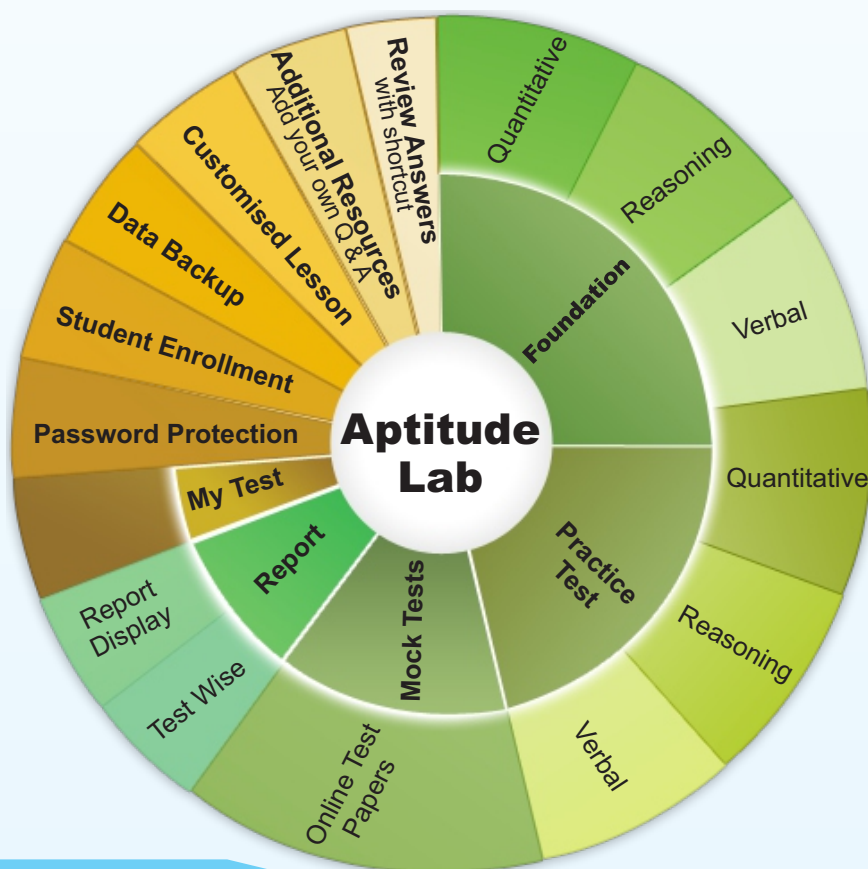 Aptitude
Lab
Foundation
Quantitative
Reasoning
Verbal
Practice
Test
Quantitative
Reasoning
Verbal
Mock Tests
Online Test
Papers
Report
Test Wise
Report
Display
My Test
Password Protection
Student Enrollment
Data Backup
Customised Lesson
Additional Resources
Add your own Q & A
Review Answers
with shortcut